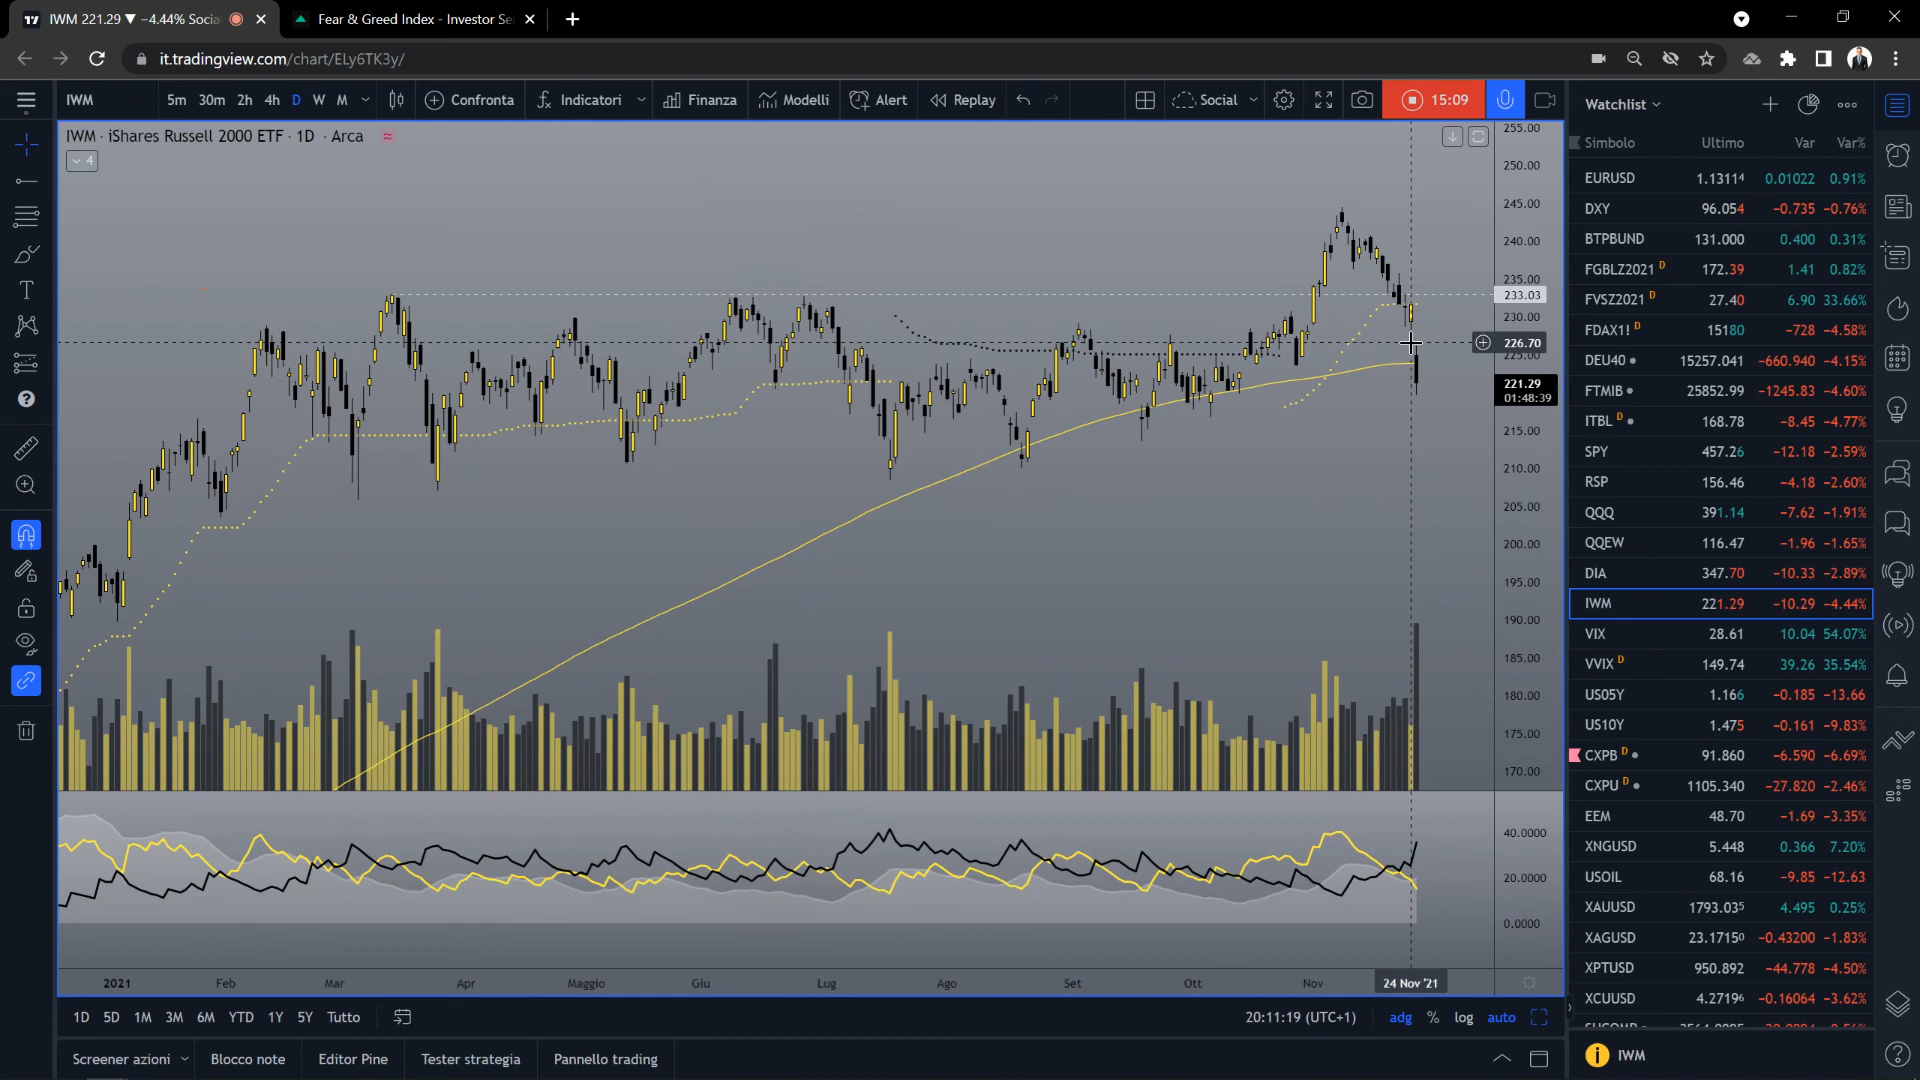 IWM 221.29 ▼ −4.44% Socia
Fear & Greed Index - Investor Se
it.tradingview.com/chart/ELy6TK3y/
IWM
5m 30m 2h 4h D W M
Confronta
Indicatori
Finanza
Modelli
Alert
Replay
Social
15:09
IWM · iShares Russell 2000 ETF · 1D · Arca
4
255.00
250.00
245.00
240.00
235.00
233.03
230.00
226.70
225.00
221.29
01:48:39
215.00
210.00
205.00
200.00
195.00
190.00
185.00
180.00
175.00
170.00
40.0000
20.0000
0.0000
2021 Feb Mar Apr Maggio Giu Lug Ago Set Ott Nov 24 Nov '21
1D 5D 1M 3M 6M YTD 1Y 5Y Tutto
20:11:19 (UTC+1)
adg % log auto
Screener azioni Blocco note Editor Pine Tester strategia Pannello trading
Watchlist
Simbolo Ultimo Var Var%
EURUSD 1.13114 0.01022 0.91%
DXY 96.054 −0.735 −0.76%
BTPBUND 131.000 0.400 0.31%
FGBLZ2021 D 172.39 1.41 0.82%
FVSZ2021 D 27.40 6.90 33.66%
FDAX1! D 15180 −728 −4.58%
DEU40 15257.041 −660.940 −4.15%
FTMIB 25852.99 −1245.83 −4.60%
ITBL D 168.78 −8.45 −4.77%
SPY 457.26 −12.18 −2.59%
RSP 156.46 −4.18 −2.60%
QQQ 391.14 −7.62 −1.91%
QQEW 116.47 −1.96 −1.65%
DIA 347.70 −10.33 −2.89%
IWM 221.29 −10.29 −4.44%
VIX 28.61 10.04 54.07%
VVIX D 149.74 39.26 35.54%
US05Y 1.166 −0.185 −13.66
US10Y 1.475 −0.161 −9.83%
CXPB D 91.860 −6.590 −6.69%
CXPU D 1105.340 −27.820 −2.46%
EEM 48.70 −1.69 −3.35%
XNGUSD 5.448 0.366 7.20%
USOIL 68.16 −9.85 −12.63
XAUUSD 1793.035 4.495 0.25%
XAGUSD 23.1715⁰ −0.43200 −1.83%
XPTUSD 950.892 −44.778 −4.50%
XCUUSD 4.2719⁶ −0.16064 −3.62%
IWM